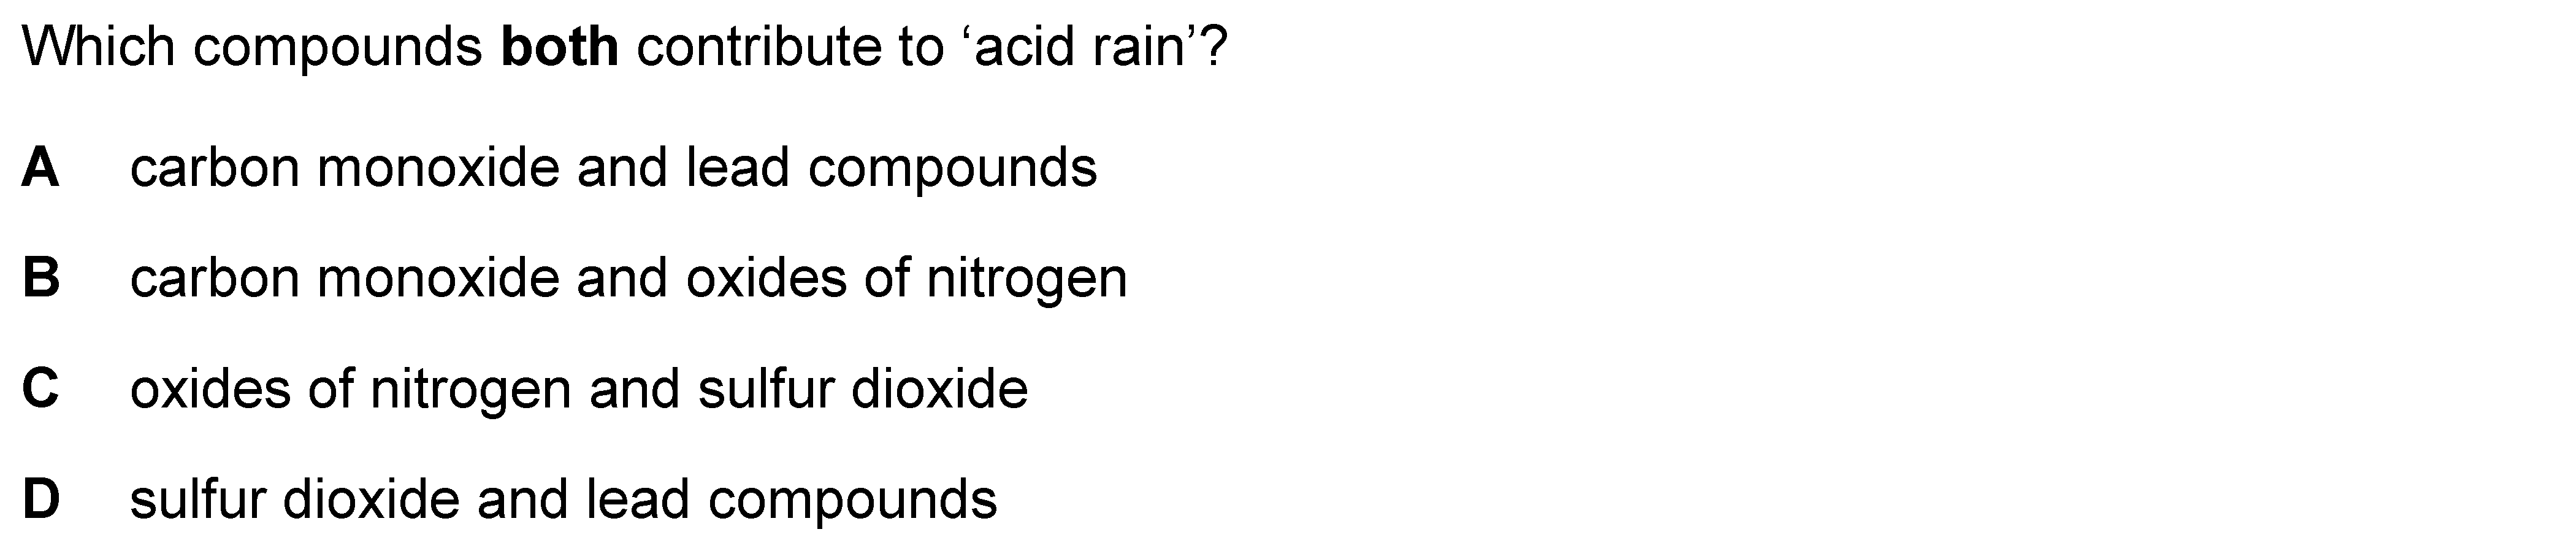 Which compounds both contribute to ‘acid rain’?
A carbon monoxide and lead compounds
B carbon monoxide and oxides of nitrogen
C oxides of nitrogen and sulfur dioxide
D sulfur dioxide and lead compounds